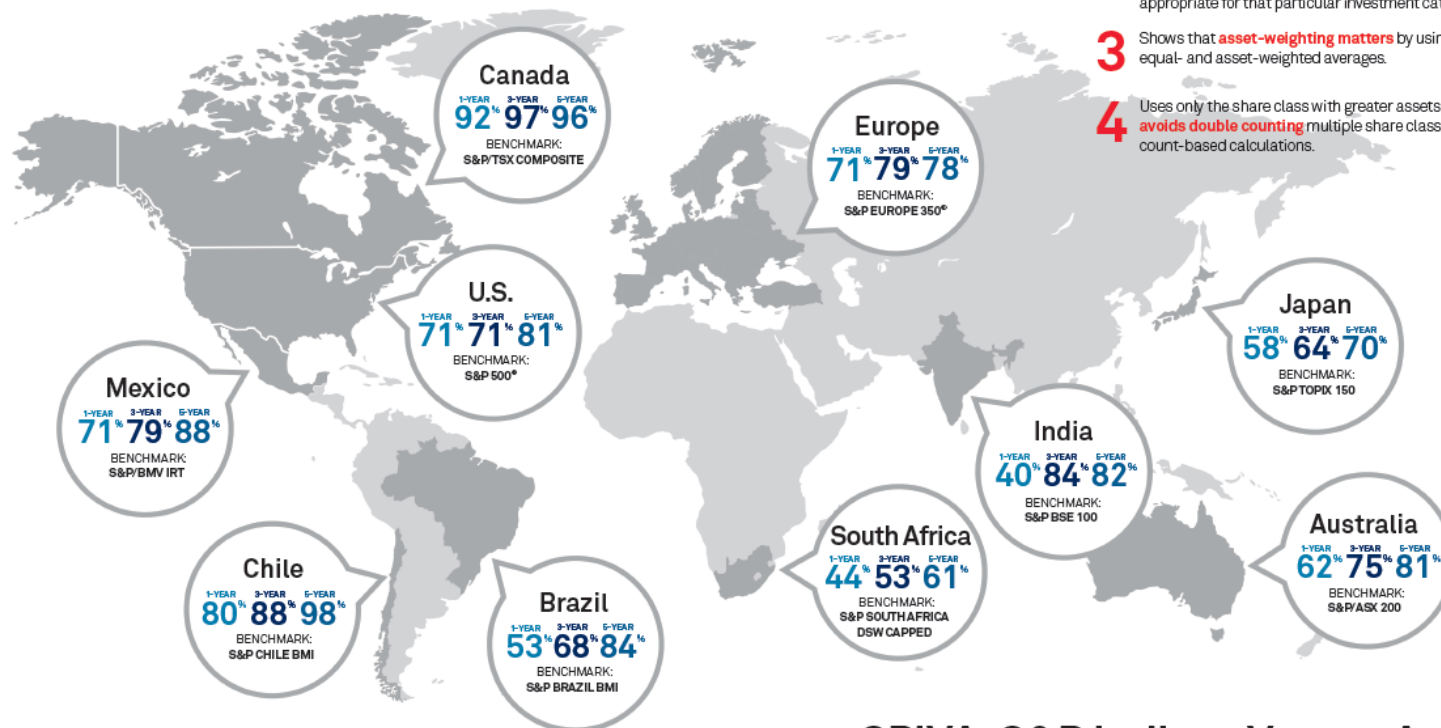 appropriate for that particular investment
3 Shows that asset-weighting matters by
equal- and asset-weighted averages.
4 Uses only the share class with greater assets
avoids double counting multiple share
count-based calculations.
Canada
1-YEAR 3-YEAR 5-YEAR
92% 97% 96%
BENCHMARK:
S&P/TSX COMPOSITE
Europe
1-YEAR 3-YEAR 5-YEAR
71% 79% 78%
BENCHMARK:
S&P EUROPE 350®
U.S.
1-YEAR 3-YEAR 5-YEAR
71% 71% 81%
BENCHMARK:
S&P 500®
Japan
1-YEAR 3-YEAR 5-YEAR
58% 64% 70%
BENCHMARK:
S&P TOPIX 150
Mexico
1-YEAR 3-YEAR 5-YEAR
71% 79% 88%
BENCHMARK:
S&P/BMV IRT
India
1-YEAR 3-YEAR 5-YEAR
40% 84% 82%
BENCHMARK:
S&P BSE 100
South Africa
1-YEAR 3-YEAR 5-YEAR
44% 53% 61%
BENCHMARK:
S&P SOUTH AFRICA
DSW CAPPED
Australia
1-YEAR 3-YEAR 5-YEAR
62% 75% 81%
BENCHMARK:
S&P/ASX 200
Chile
1-YEAR 3-YEAR 5-YEAR
80% 88% 98%
BENCHMARK:
S&P CHILE BMI
Brazil
1-YEAR 3-YEAR 5-YEAR
53% 68% 84%
BENCHMARK:
S&P BRAZIL BMI